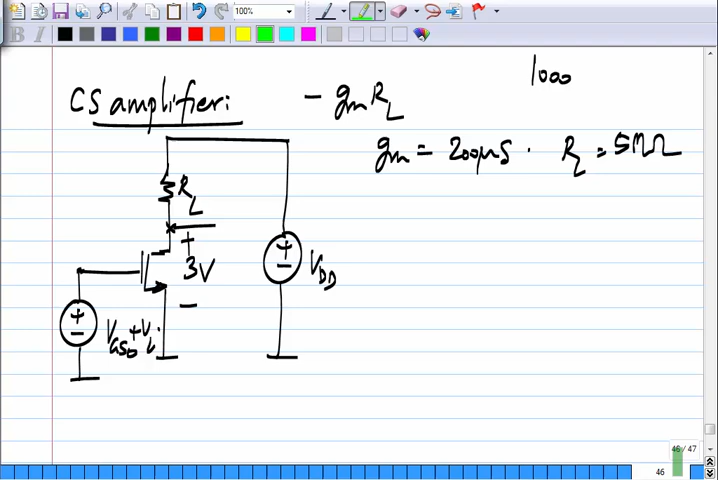 100%
B I
1000
CS amplifier: - gm RL
gm = 200μS . RL = 5MΩ
RL
+
3V
-
+
-
VDD
+
-
VGS0+Vi
46 / 47
46